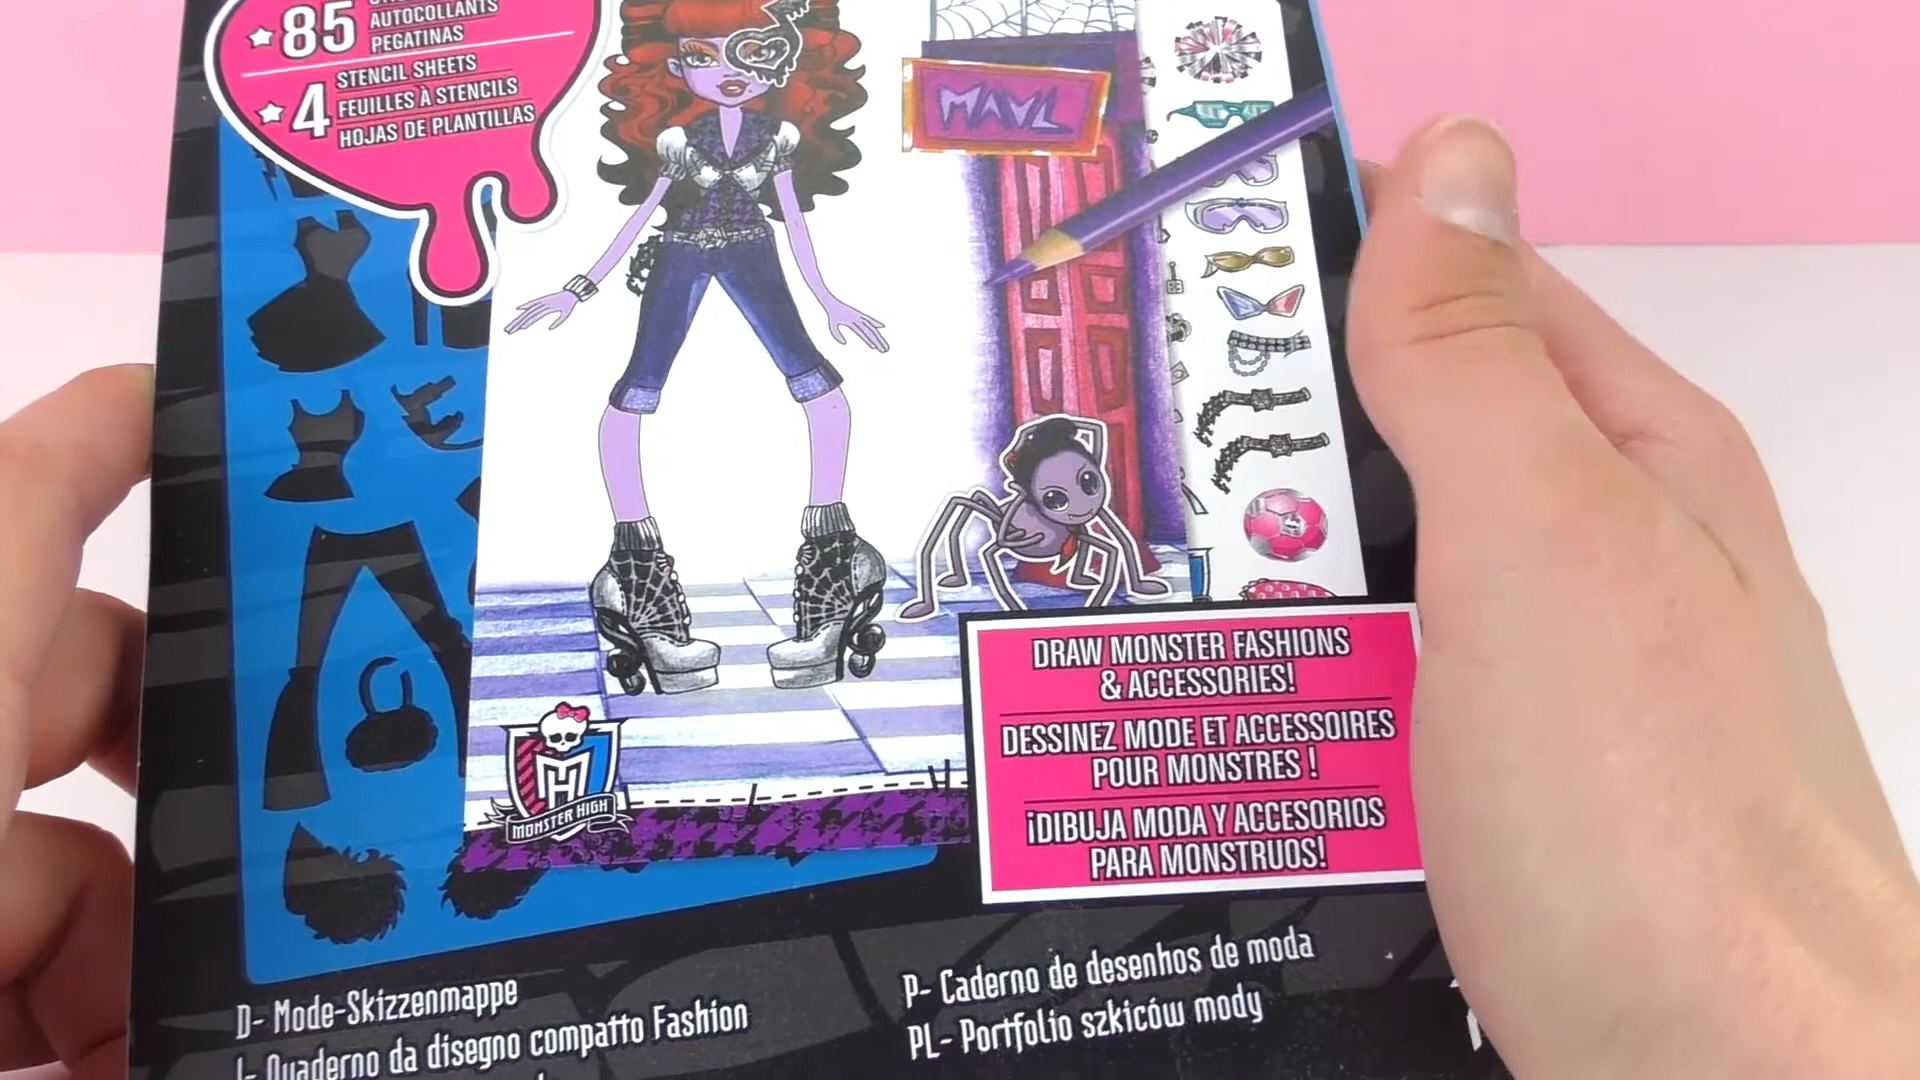 85
AUTOCOLLANTS
PEGATINAS
4
STENCIL SHEETS
FEUILLES À STENCILS
HOJAS DE PLANTILLAS
MAUL
DRAW MONSTER FASHIONS
& ACCESSORIES!
DESSINEZ MODE ET ACCESSOIRES
POUR MONSTRES !
¡DIBUJA MODA Y ACCESORIOS
PARA MONSTRUOS!
MH
MONSTER HIGH
D- Mode-Skizzenmappe
I- Quaderno da disegno compatto Fashion
P- Caderno de desenhos de moda
PL- Portfolio szkiców mody